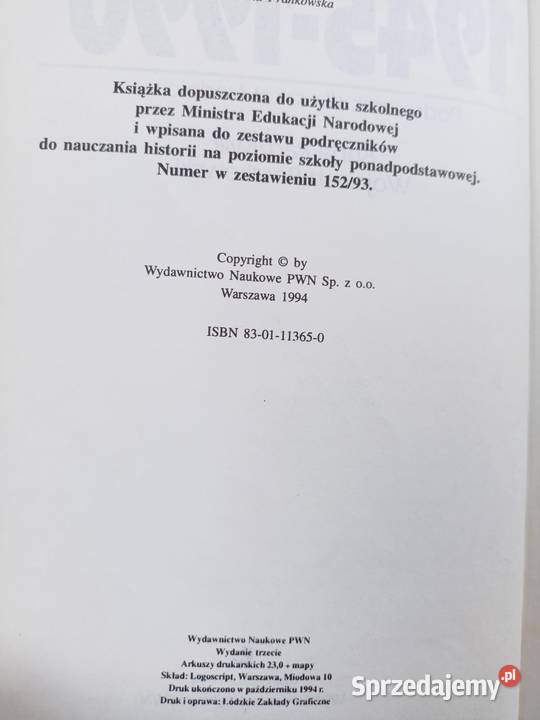 Frankowska
Książka dopuszczona do użytku szkolnego
przez Ministra Edukacji Narodowej
i wpisana do zestawu podręczników
do nauczania historii na poziomie szkoły ponadpodstawowej.
Numer w zestawieniu 152/93.
Copyright © by
Wydawnictwo Naukowe PWN Sp. z o.o.
Warszawa 1994
ISBN 83-01-11365-0
Wydawnictwo Naukowe PWN
Wydanie trzecie
Arkuszy drukarskich 23,0 + mapy
Skład: Logoscript, Warszawa, Miodowa 10
Druk ukończono w październiku 1994 r.
Druk i oprawa: Łódzkie Zakłady Graficzne
Sprzedajemy.pl